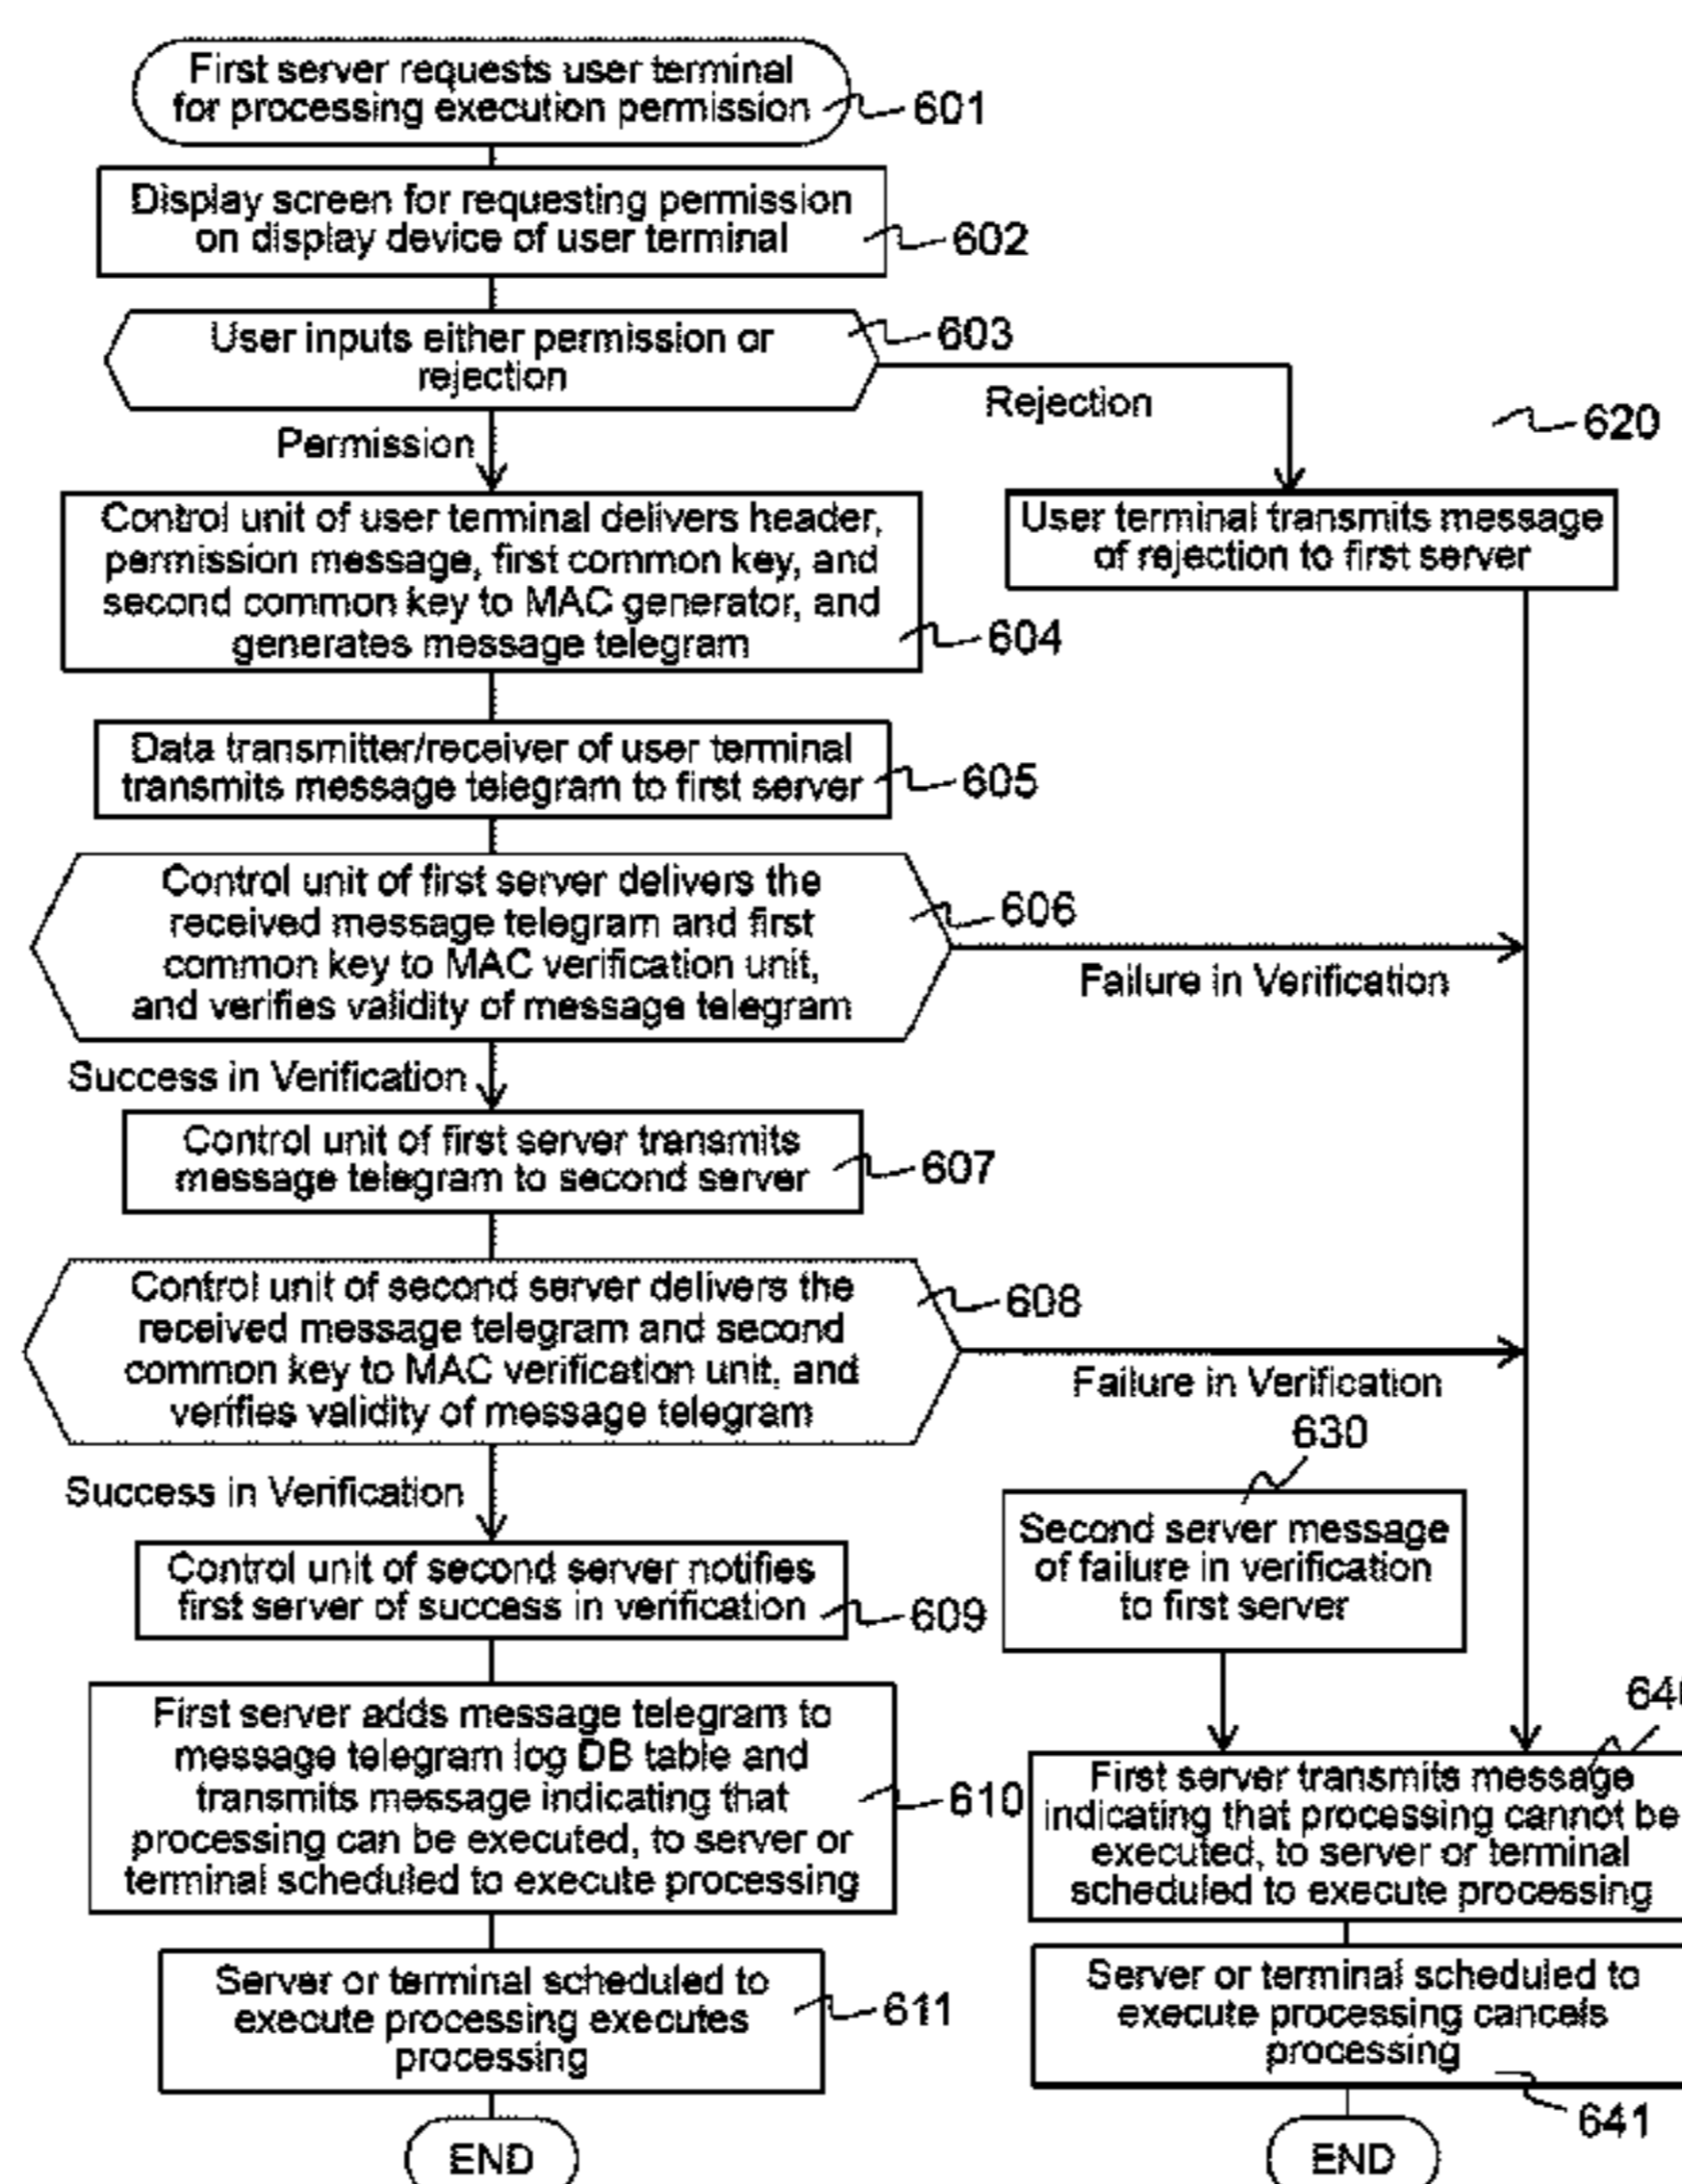 First server requests user terminal
for processing execution permission
601
Display screen for requesting permission
on display device of user terminal
602
User inputs either permission or
rejection
603
Rejection
620
Permission
Control unit of user terminal delivers header,
permission message, first common key, and
second common key to MAC generator, and
generates message telegram
604
User terminal transmits message
of rejection to first server
Data transmitter/receiver of user terminal
transmits message telegram to first server
605
Control unit of first server delivers the
received message telegram and first
common key to MAC verification unit,
and verifies validity of message telegram
606
Failure in Verification
Success in Verification
Control unit of first server transmits
message telegram to second server
607
Control unit of second server delivers the
received message telegram and second
common key to MAC verification unit, and
verifies validity of message telegram
608
Failure in Verification
630
Success in Verification
Second server message
of failure in verification
to first server
Control unit of second server notifies
first server of success in verification
609
First server adds message telegram to
message telegram log DB table and
transmits message indicating that
processing can be executed, to server or
terminal scheduled to execute processing
610
First server transmits message
indicating that processing cannot be
executed, to server or terminal
scheduled to execute processing
Server or terminal scheduled to
execute processing executes
processing
611
Server or terminal scheduled to
execute processing cancels
processing
641
END
END